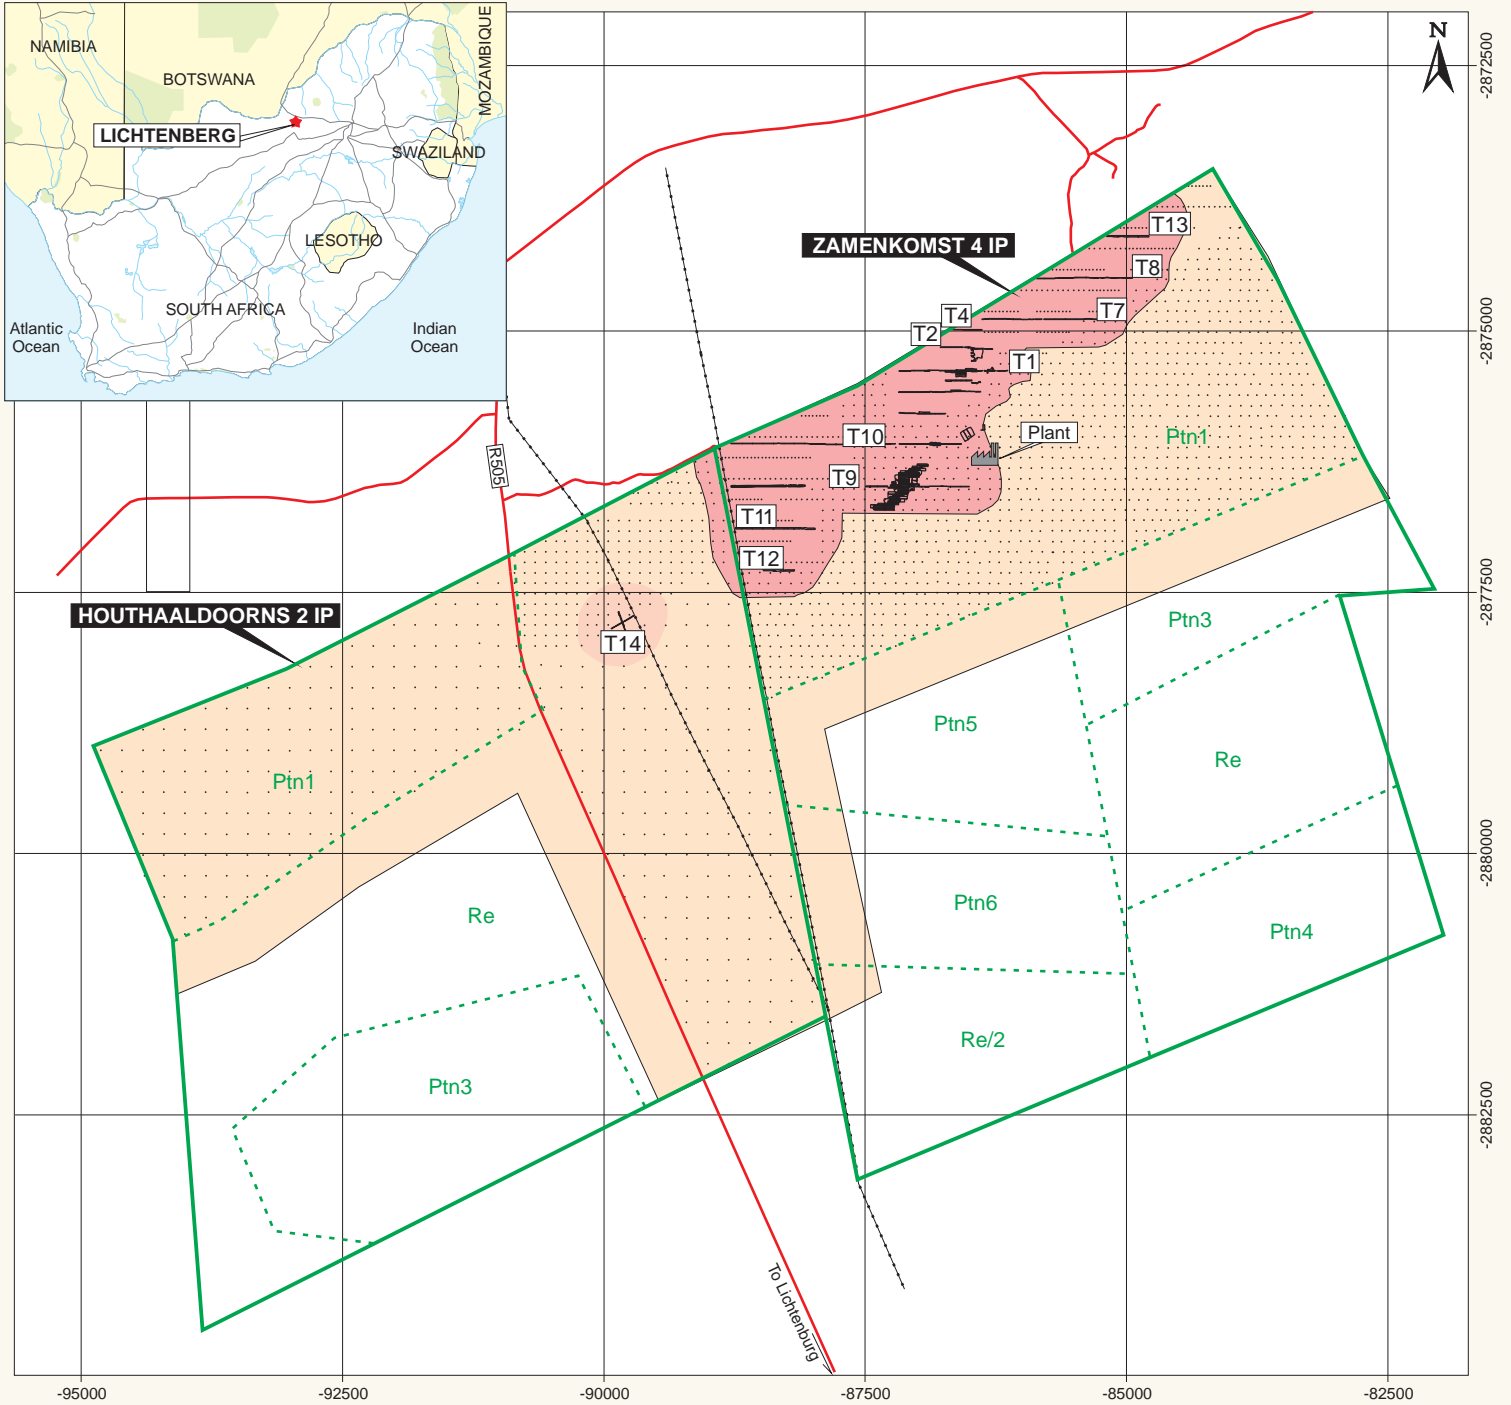 NAMIBIA
BOTSWANA
MOZAMBIQUE
LICHTENBERG
SWAZILAND
LESOTHO
SOUTH AFRICA
Atlantic
Ocean
Indian
Ocean
N
-2872500
ZAMENKOMST 4 IP
T13
T8
T7
T4
T2
-2875000
T1
T10
Plant
Ptn1
R505
T9
T11
T12
-2877500
HOUTHAALDOORNS 2 IP
T14
Ptn3
Ptn5
Re
Ptn1
-2880000
Ptn6
Re
Ptn4
Re/2
Ptn3
-2882500
To Lichtenburg
-95000
-92500
-90000
-87500
-85000
-82500